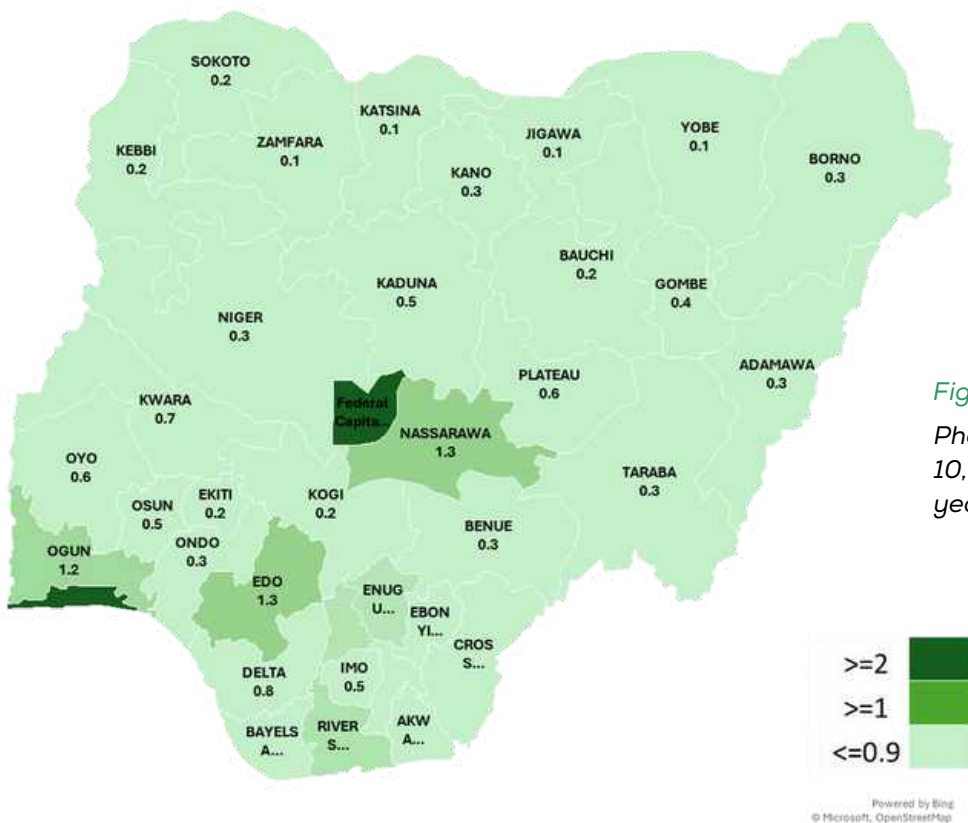 SOKOTO
0.2
KATSINA
0.1
ZAMFARA
0.1
KEBBI
0.2
KANO
0.3
JIGAWA
0.1
YOBE
0.1
BORNO
0.3
BAUCHI
0.2
GOMBE
0.4
KADUNA
0.5
NIGER
0.3
ADAMAWA
0.3
PLATEAU
0.6
KWARA
0.7
Federal
Capita...
NASSARAWA
1.3
OYO
0.6
TARABA
0.3
OSUN
0.5
EKITI
0.2
KOGI
0.2
BENUE
0.3
ONDO
0.3
OGUN
1.2
EDO
1.3
ENUG
U...
EBON
YI...
CROSS
S...
DELTA
0.8
IMO
0.5
BAYELS
A...
RIVER
S...
AKW
A...
Fig
Ph
10,
yea
>=2
>=1
<=0.9
Powered by Bing
© Microsoft, OpenStreetMap